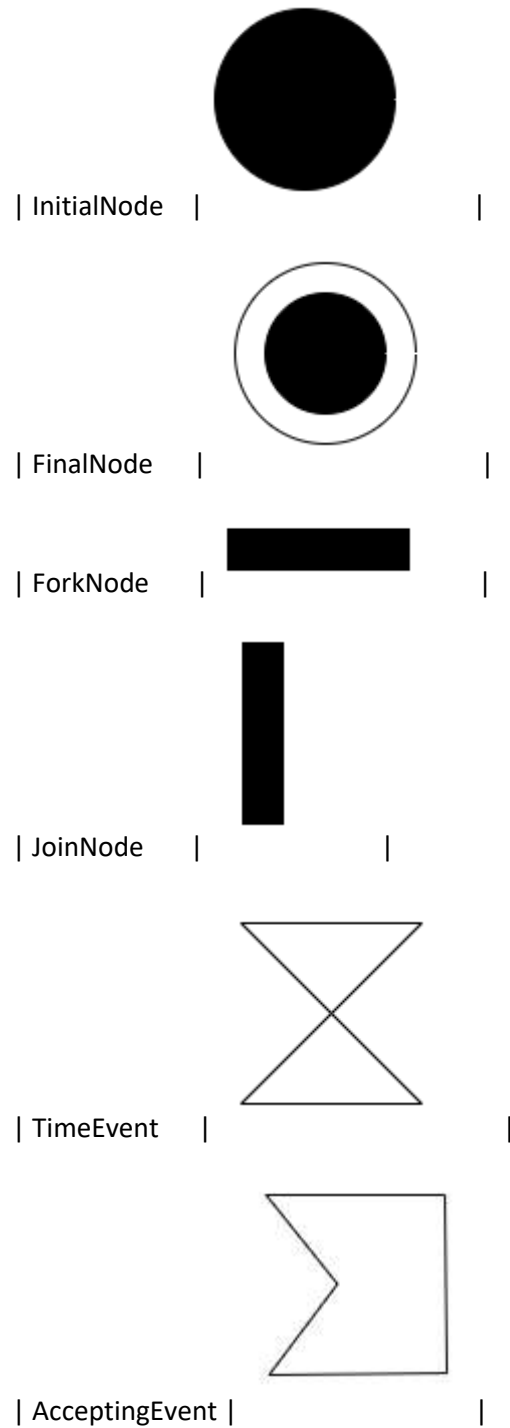 | InitialNode | |
| FinalNode | |
| ForkNode | |
| JoinNode | |
| TimeEvent | |
| AcceptingEvent | |